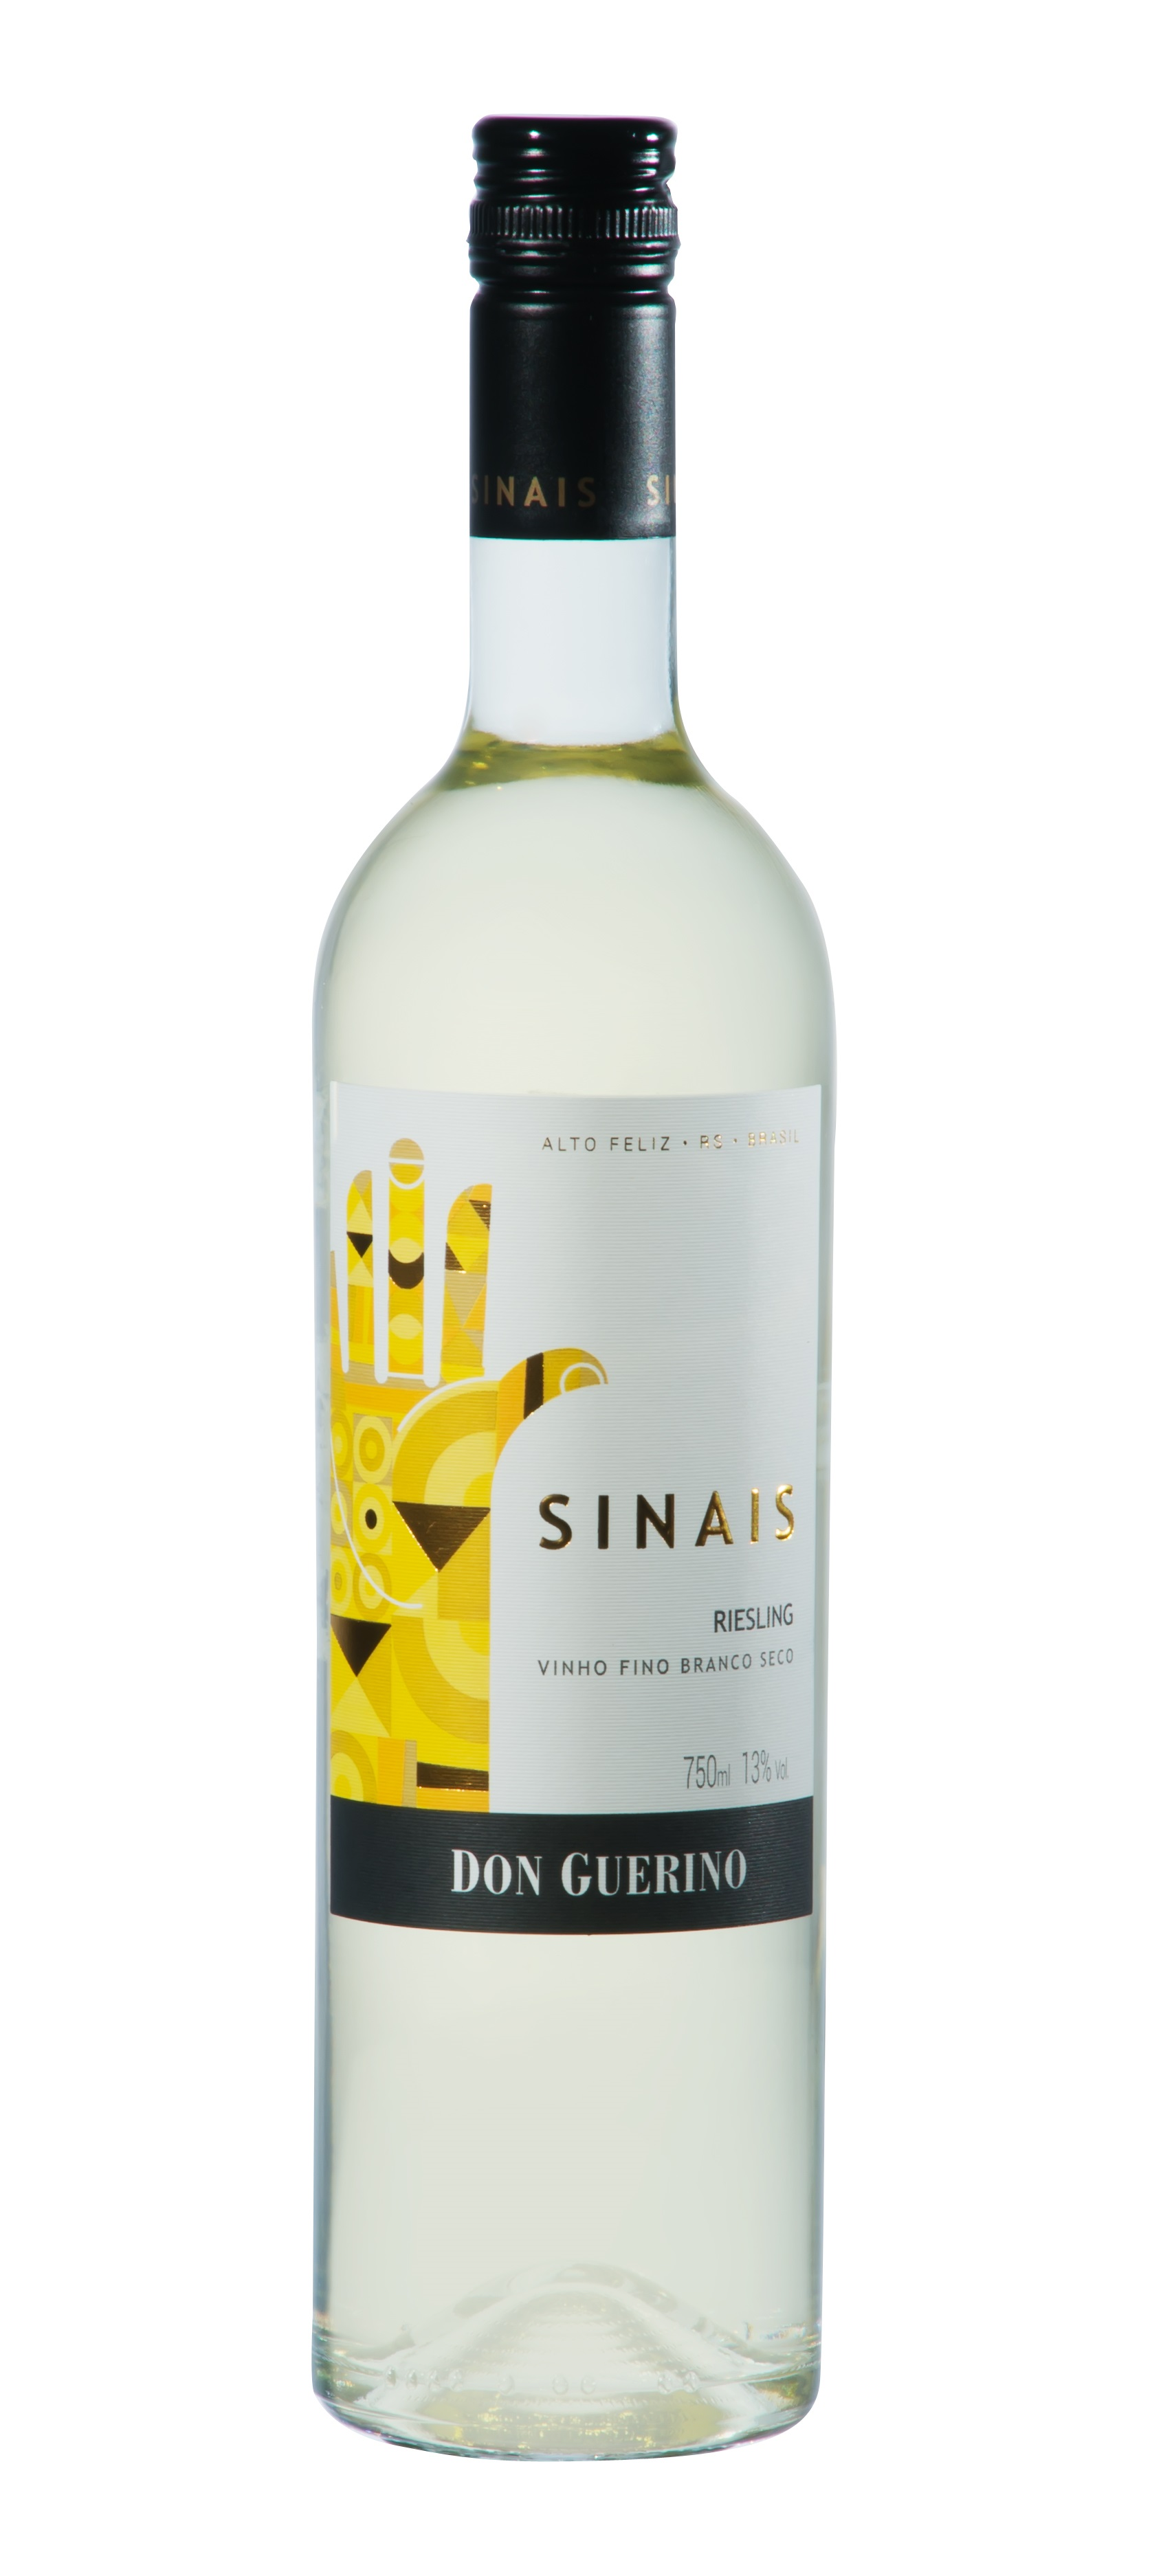 SINAIS SI
ALTO FELIZ • RS • BRASIL
SINAIS
RIESLING
VINHO FINO BRANCO SECO
750ml 13% Vol.
DON GUERINO